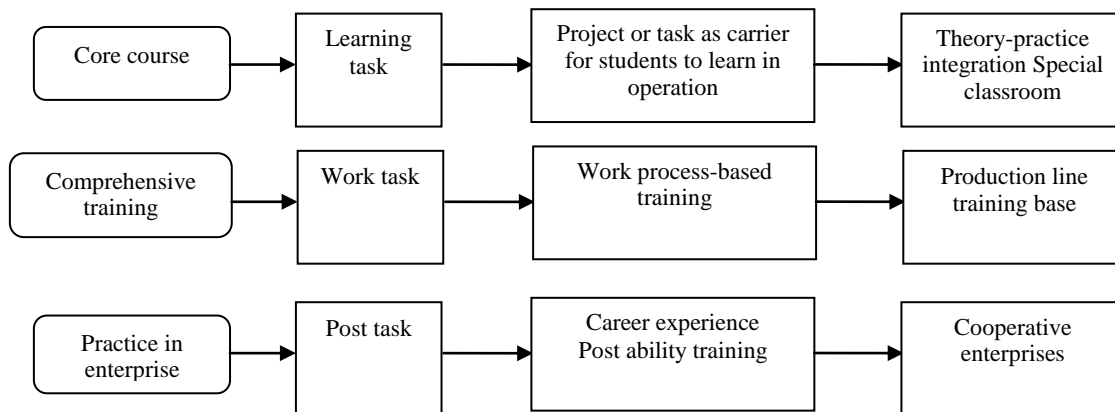 Core course
Learning
task
Project or task as carrier
for students to learn in
operation
Theory-practice
integration Special
classroom
Comprehensive
training
Work task
Work process-based
training
Production line
training base
Practice in
enterprise
Post task
Career experience
Post ability training
Cooperative
enterprises